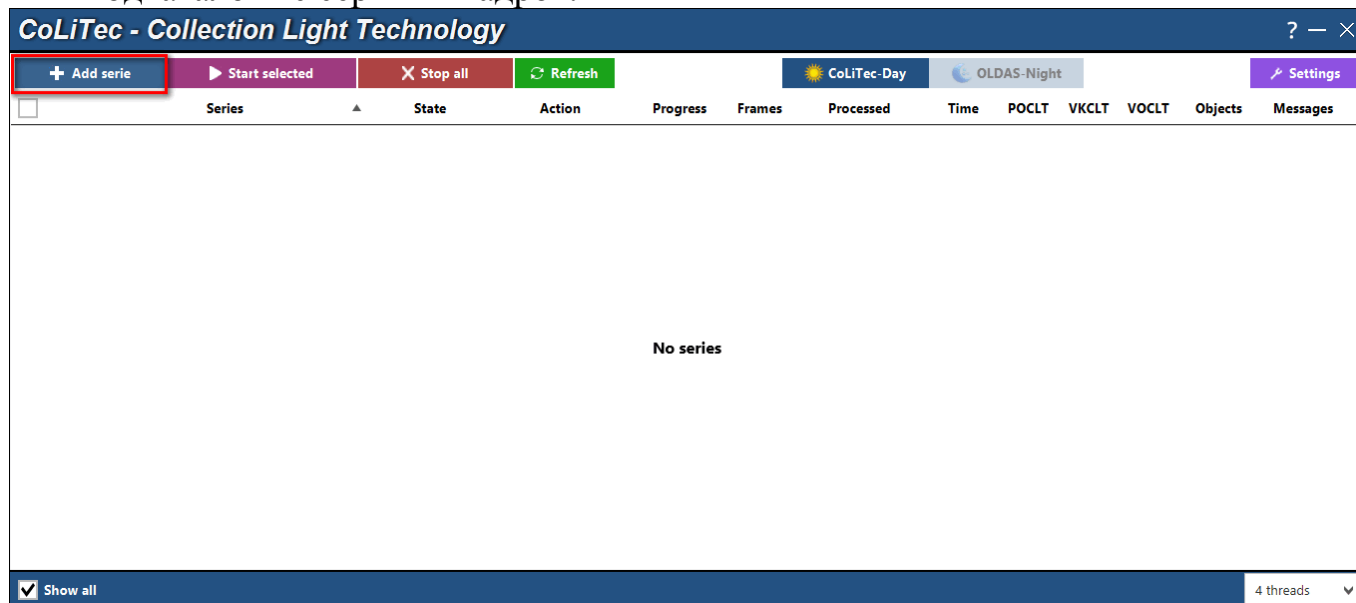 CoLiTec - Collection Light Technology ?
Add serie Start selected Stop all Refresh CoLiTec-Day OLDAS-Night Settings
Series State Action Progress Frames Processed Time POCLT VKCLT VOCLT Objects Messages
No series
Show all 4 threads